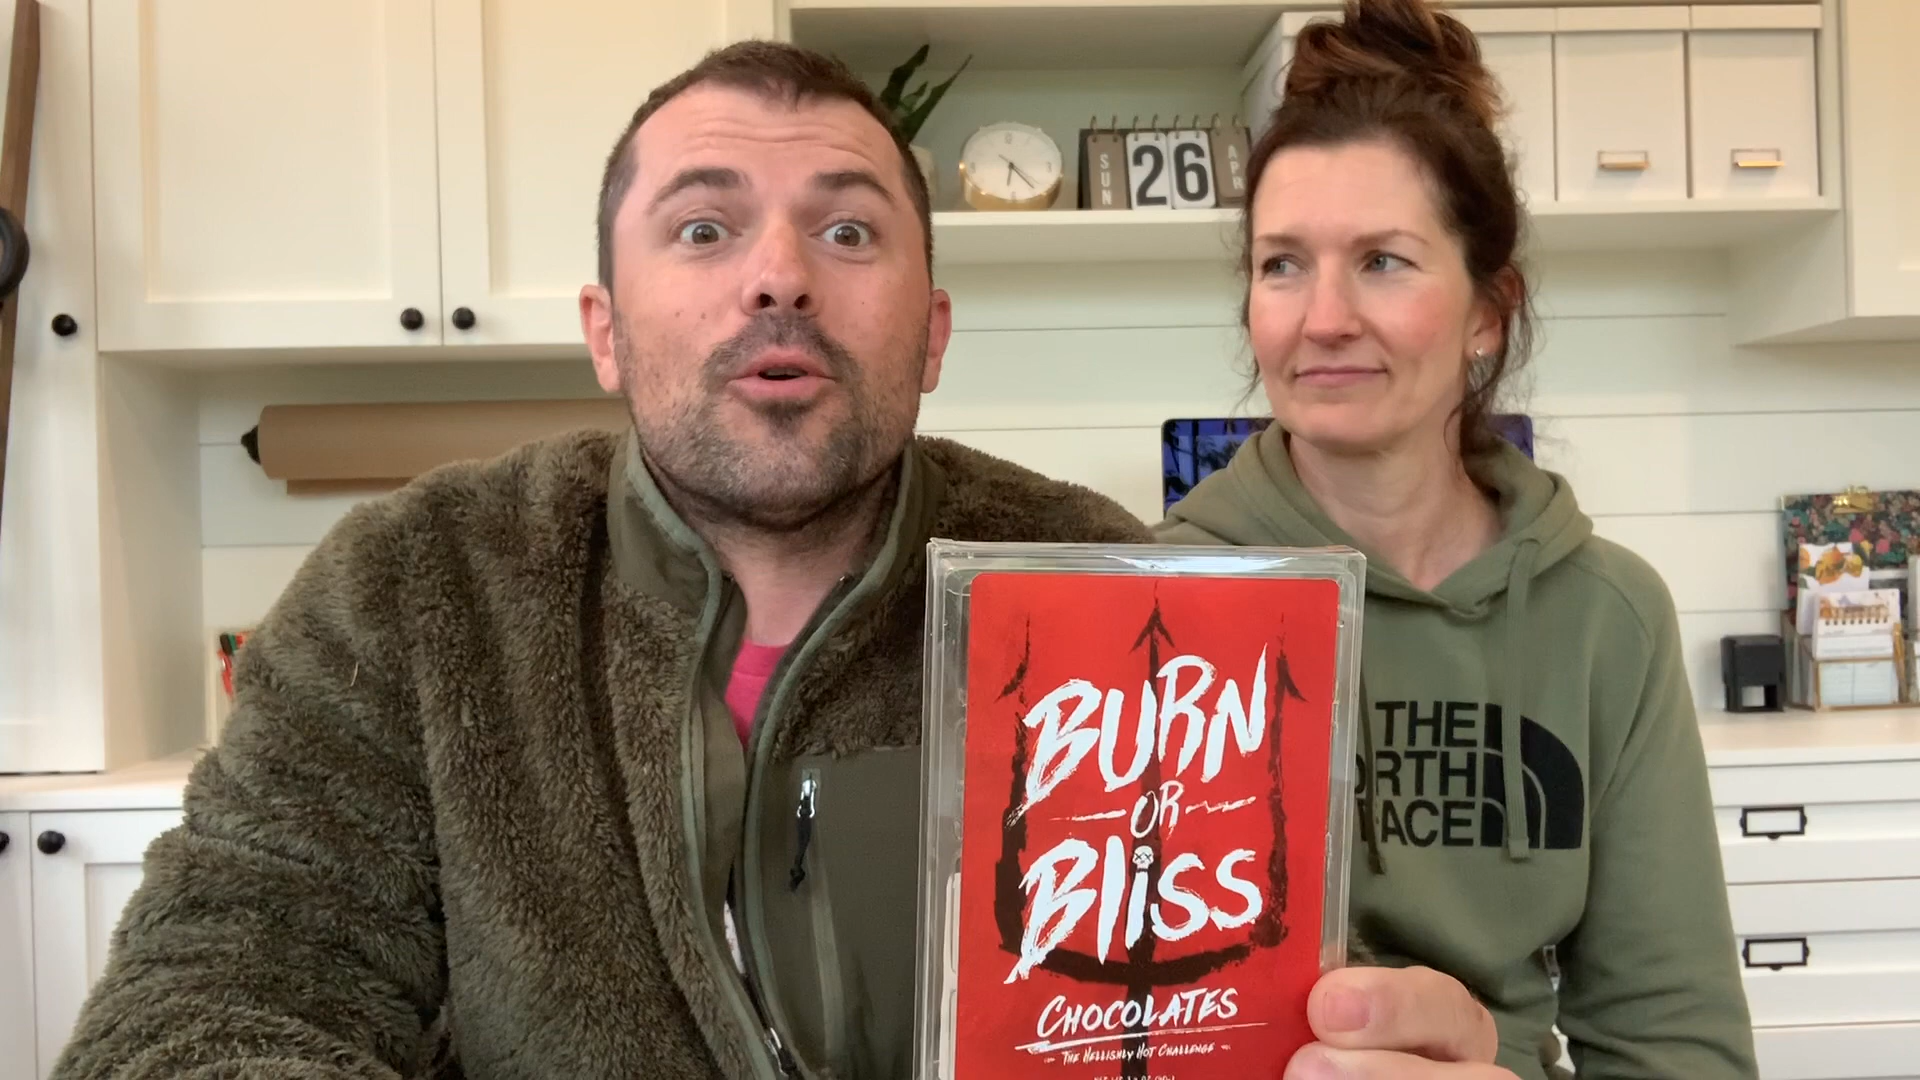 SUN
26
APR
BURN
OR
BLiSS
CHOCOLATES
THE HELLISHLY HOT CHALLENGE
THE
ORTH
ACE